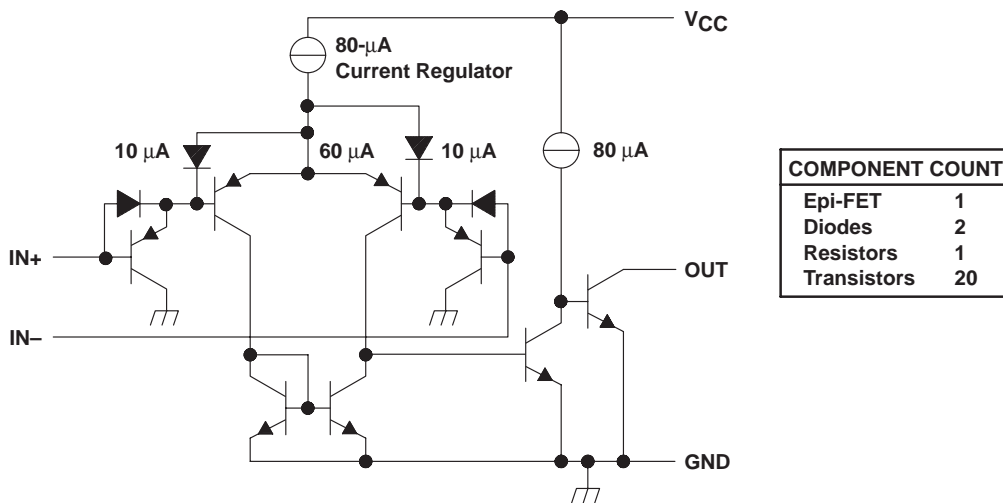 VCC
80-μA
Current Regulator
10 μA
60 μA
10 μA
80 μA
IN+
IN–
OUT
GND
COMPONENT COUNT
Epi-FET 1
Diodes 2
Resistors 1
Transistors 20